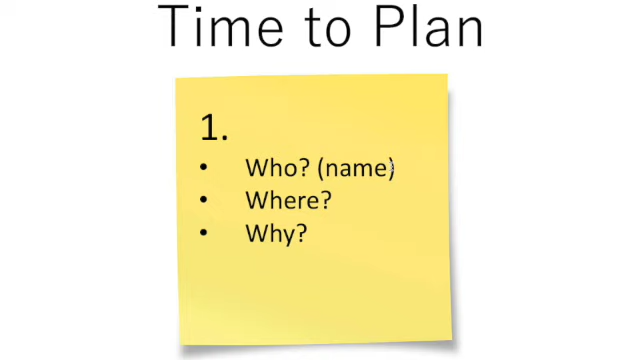 Time to Plan
1.
• Who? (name)
• Where?
• Why?